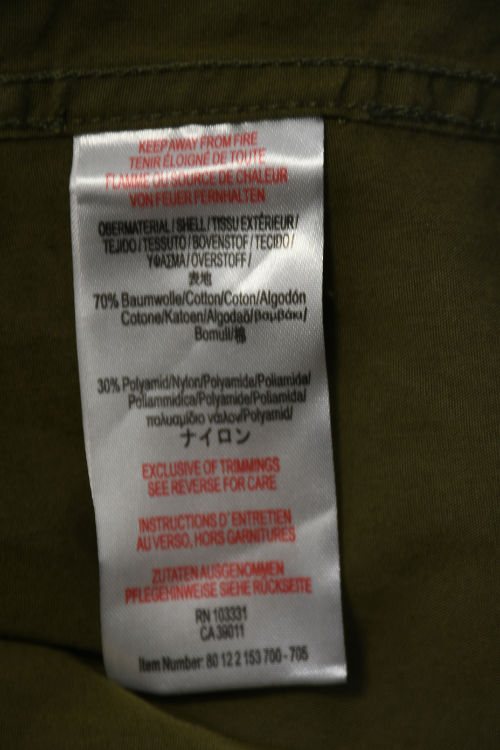 KEEP AWAY FROM FIRE
TENIR ÉLOIGNÉ DE TOUTE
FLAMME OU SOURCE DE CHALEUR
VON FEUER FERNHALTEN
OBERMATERIAL / SHELL / TISSU EXTÉRIEUR /
TEJIDO / TESSUTO / BOVENSTOF / TECIDO /
ΥΦΑΣΜΑ / OVERSTOFF /
表地
70% Baumwolle/Cotton/Coton/Algodón
Cotone/Katoen/Algodaõ/βαμβάκι/
Bomull/棉
30% Polyamid/Nylon/Polyamide/Poliamida/
Poliammidica/Polyamide/Poliamida/
πολυαμίδιο νάιλον/Polyamid/
ナイロン
EXCLUSIVE OF TRIMMINGS
SEE REVERSE FOR CARE
INSTRUCTIONS D' ENTRETIEN
AU VERSO, HORS GARNITURES
ZUTATEN AUSGENOMMEN
PFLEGEHINWEISE SIEHE RÜCKSEITE
RN 103331
CA 39011
Item Number: 80 12 2 153 700 - 705